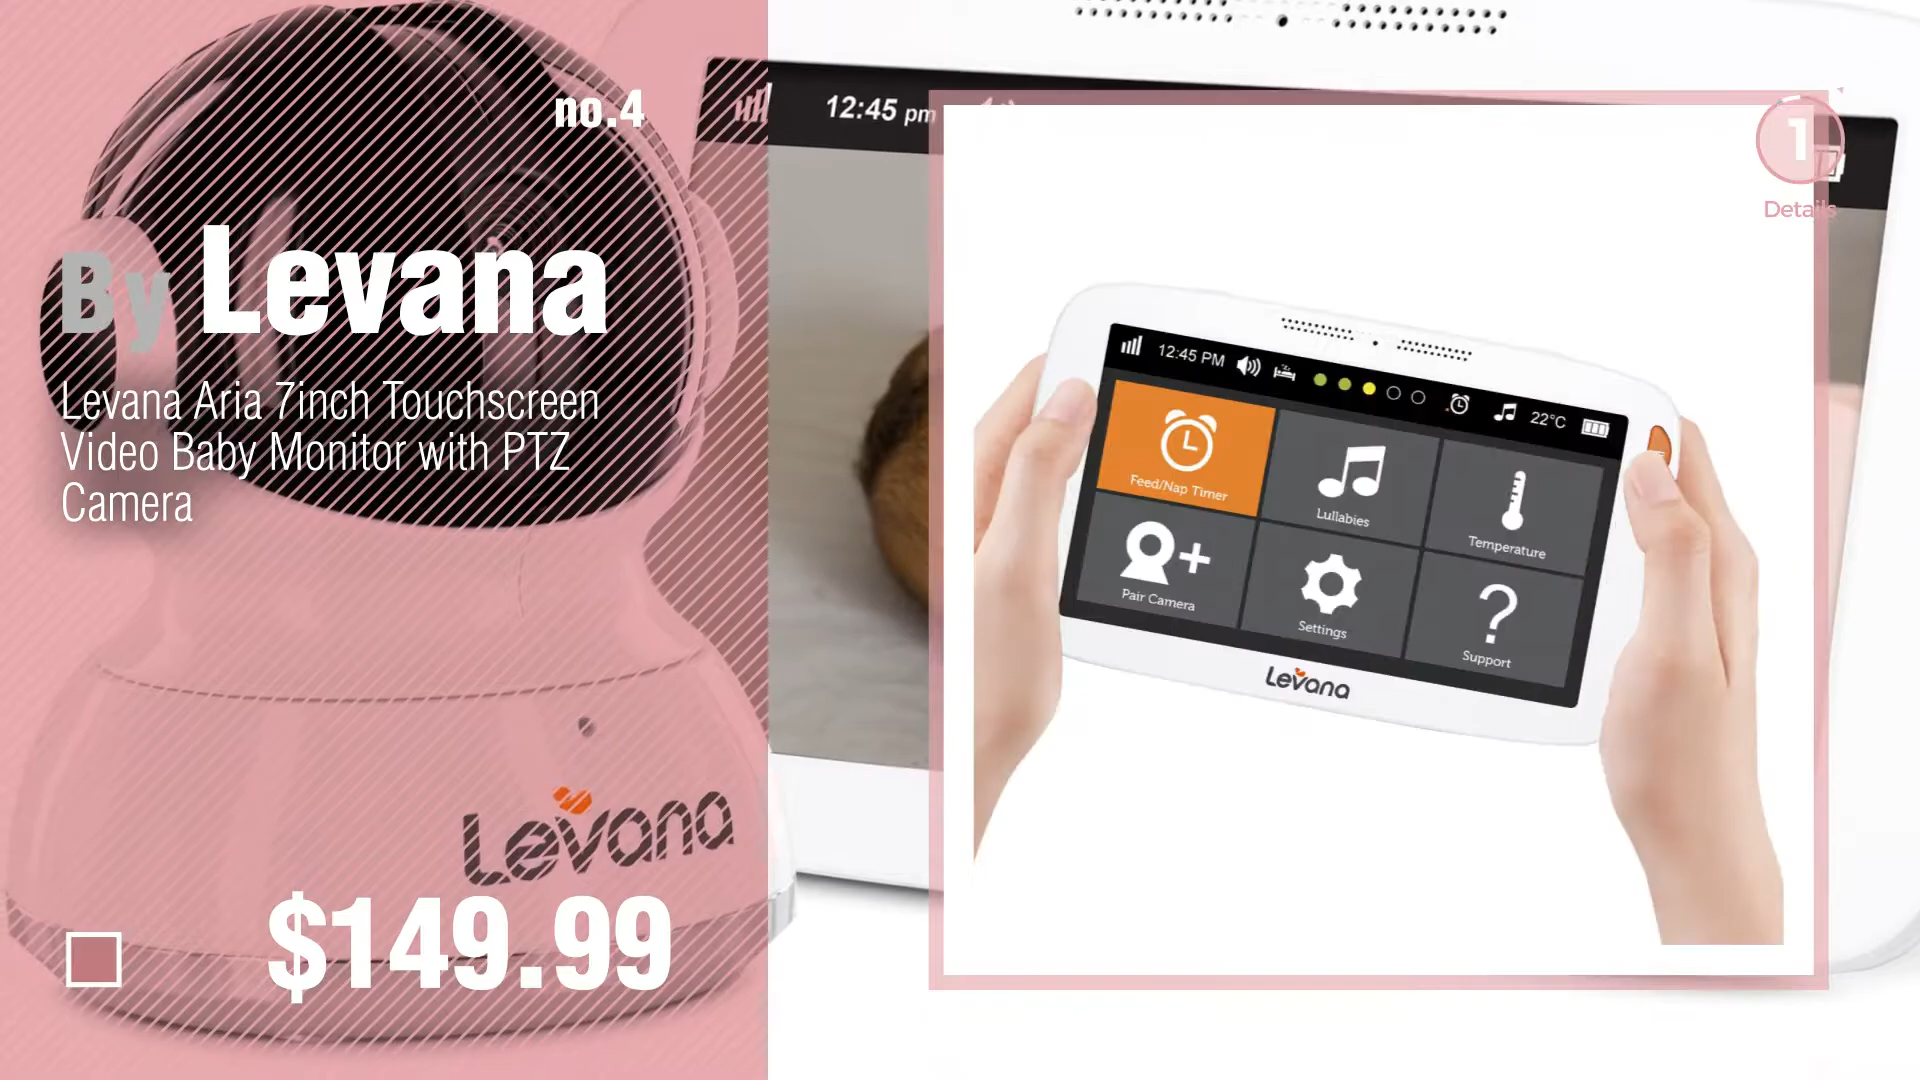 no.4
By Levana
Levana Aria 7inch Touchscreen
Video Baby Monitor with PTZ
Camera
Levana
$149.99
12:45 pm
1
Details
12:45 PM
22°C
Feed/Nap Timer
Lullabies
Temperature
Pair Camera
Settings
Support
Levana